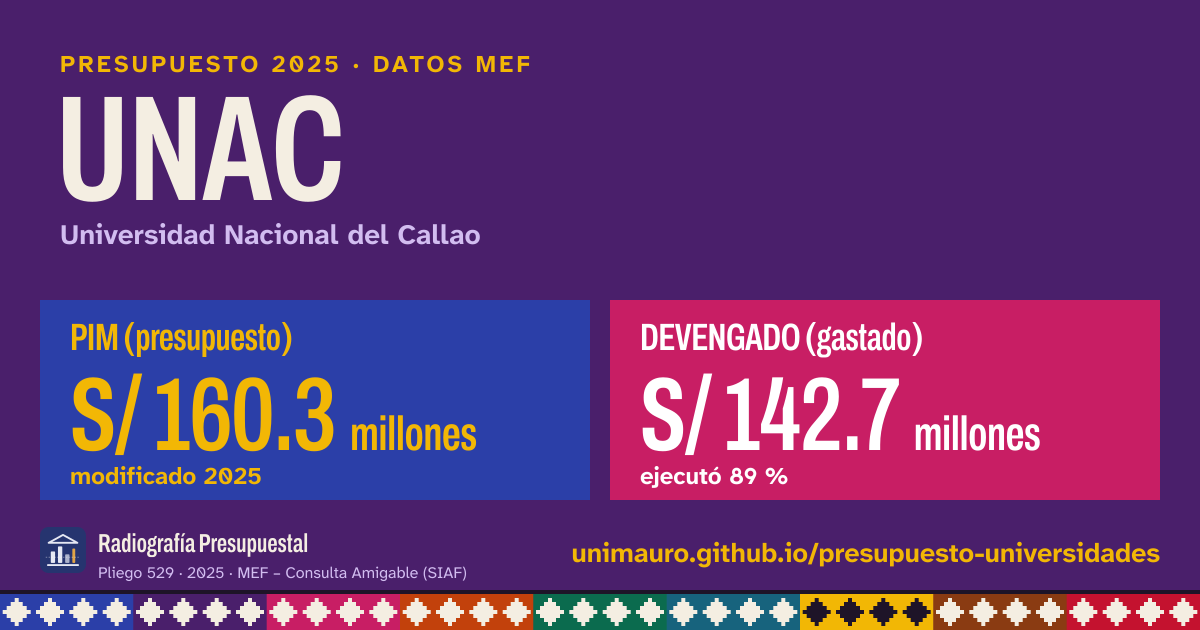 PRESUPUESTO 2025 · DATOS MEF
UNAC
Universidad Nacional del Callao
PIM (presupuesto)
S/ 160.3 millones
modificado 2025
DEVENGADO (gastado)
S/ 142.7 millones
ejecutó 89 %
Radiografía Presupuestal
Pliego 529 · 2025 · MEF – Consulta Amigable (SIAF)
unimauro.github.io/presupuesto-universidades